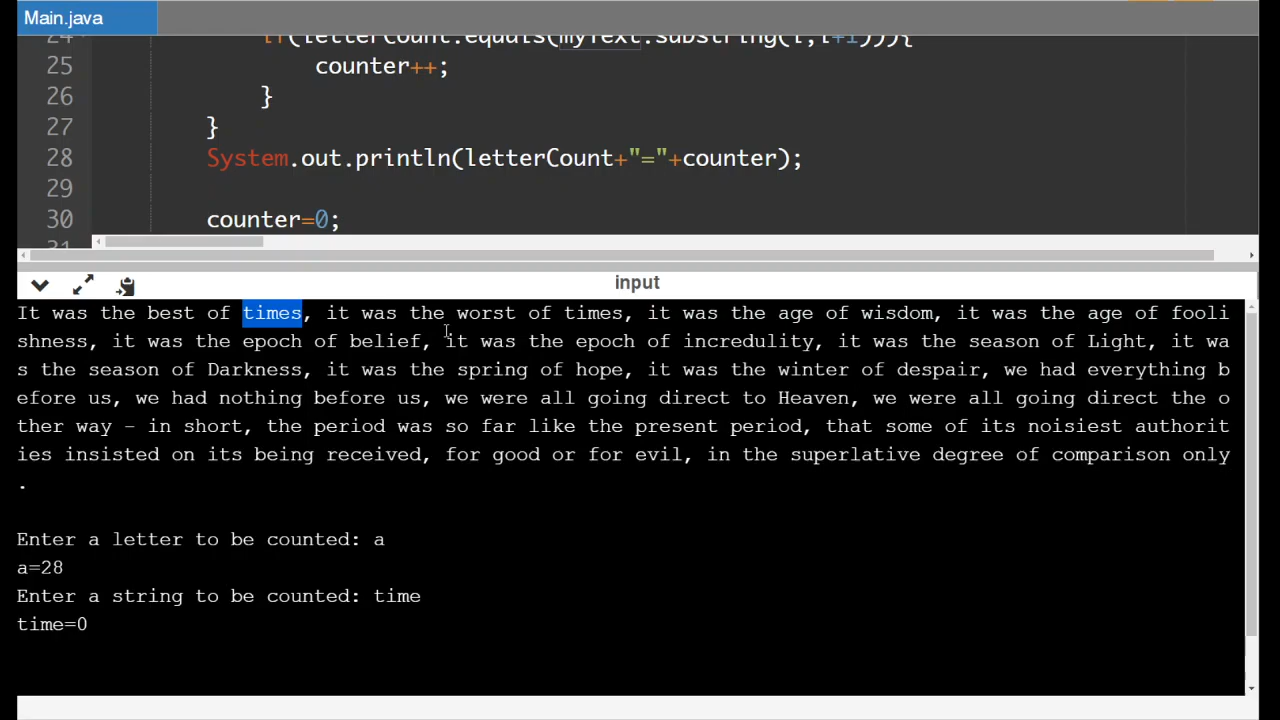 Main.java
24 if(letterCount.equals(myText.substring(i,i+1))){
25 counter++;
26 }
27 }
28 System.out.println(letterCount+"="+counter);
29
30 counter=0;
31
input
It was the best of times, it was the worst of times, it was the age of wisdom, it was the age of fooli
shness, it was the epoch of belief, it was the epoch of incredulity, it was the season of Light, it wa
s the season of Darkness, it was the spring of hope, it was the winter of despair, we had everything b
efore us, we had nothing before us, we were all going direct to Heaven, we were all going direct the o
ther way – in short, the period was so far like the present period, that some of its noisiest authorit
ies insisted on its being received, for good or for evil, in the superlative degree of comparison only
.
Enter a letter to be counted: a
a=28
Enter a string to be counted: time
time=0